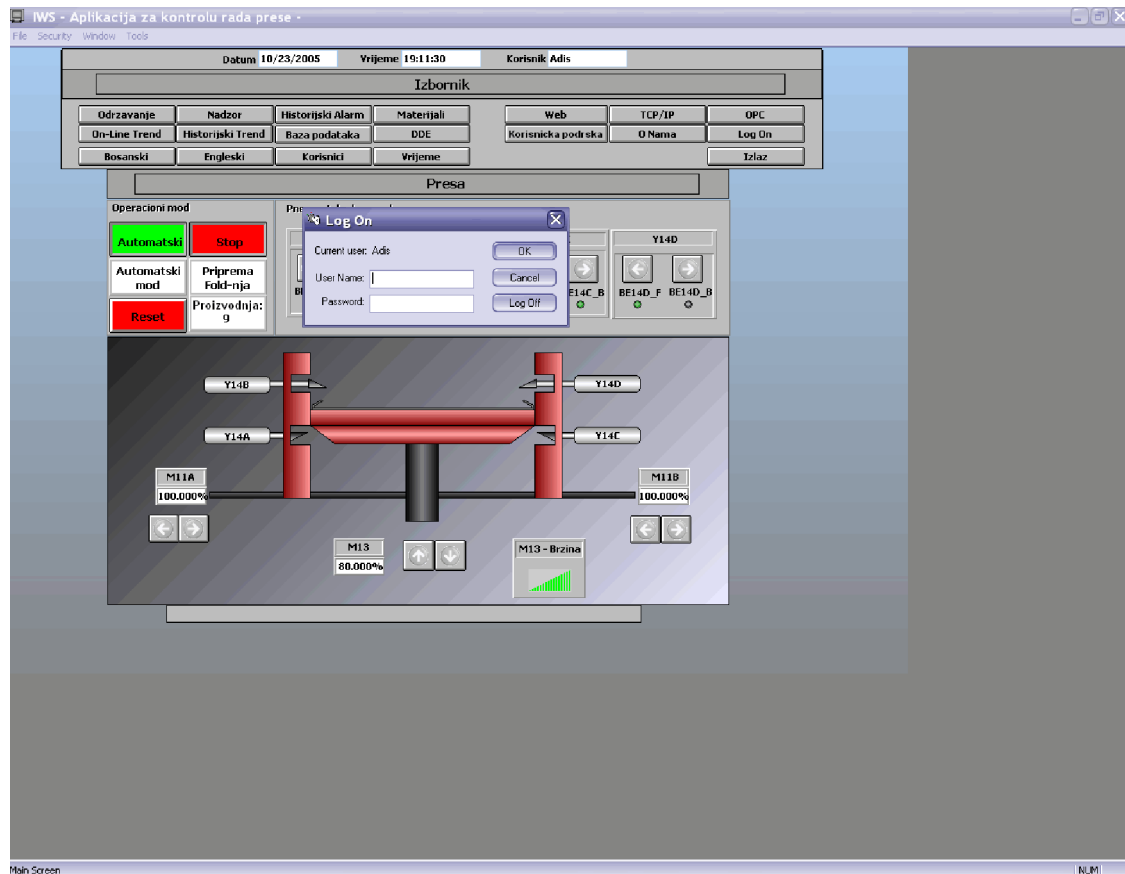 IWS - Aplikacija za kontrolu rada prese -
File Security Window Tools
Datum 10/23/2005 Vrijeme 19:11:30 Korisnik Adis
Izbornik
Odrzavanje Nadzor Historijski Alarm Materijali Web TCP/IP OPC
On-Line Trend Historijski Trend Baza podataka DDE Korisnicka podrska O Nama Log On
Bosanski Engleski Korisnici Vrijeme Izlaz
Presa
Operacioni mod
Automatski Stop
Automatski mod
Priprema Fold-nja
Reset
Proizvodnja: 9
Log On
Current user: Adis
OK
User Name:
Cancel
Password:
Log Off
Y14D
E14C_B BE14D_F BE14D_B
Y14B Y14D
Y14A Y14C
M11A
100.000%
M11B
100.000%
M13
80.000%
M13 - Brzina
Main Screen NUM